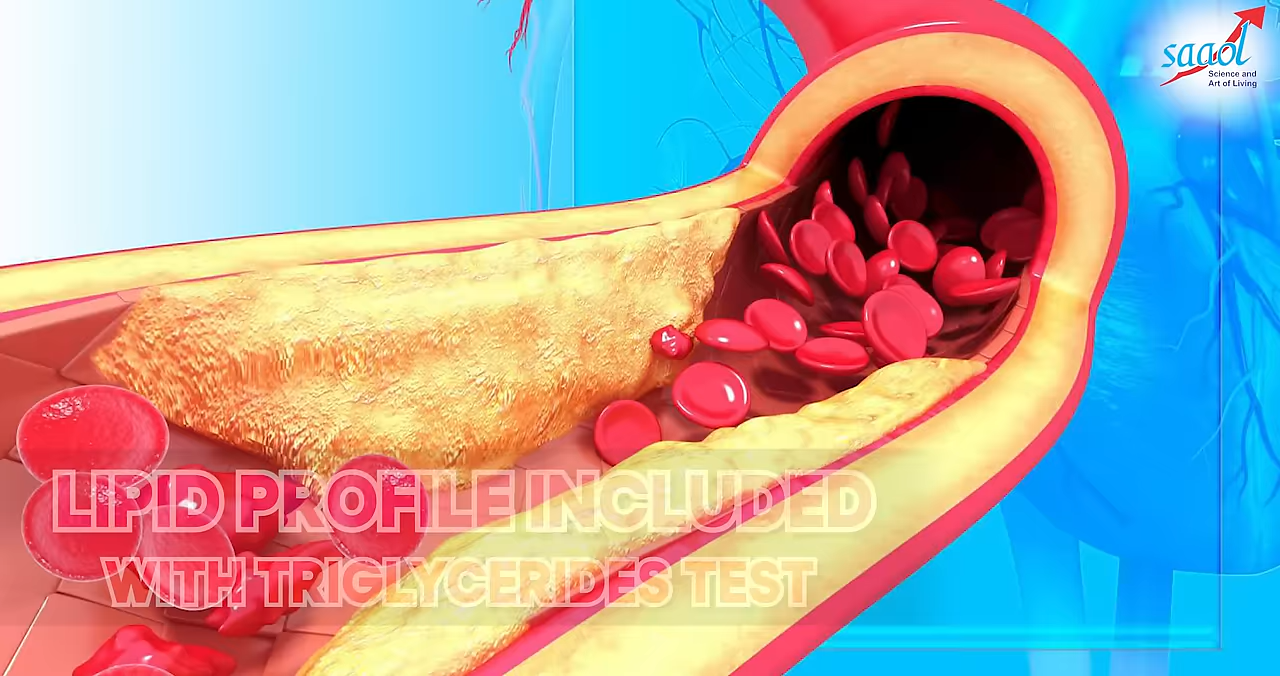 saaol
Science and
Art of Living
LIPID PROFILE INCLUDED
WITH TRIGLYCERIDES TEST